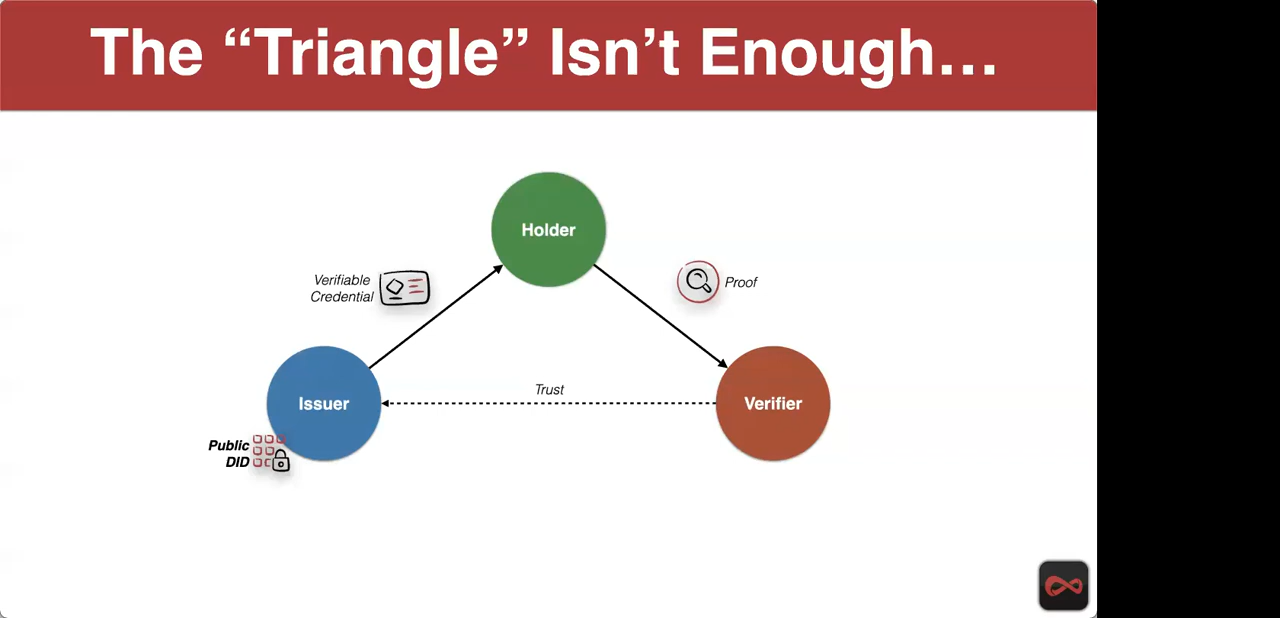 The “Triangle” Isn’t Enough…
Holder
Verifiable
Credential
Proof
Trust
Issuer
Verifier
Public
DID